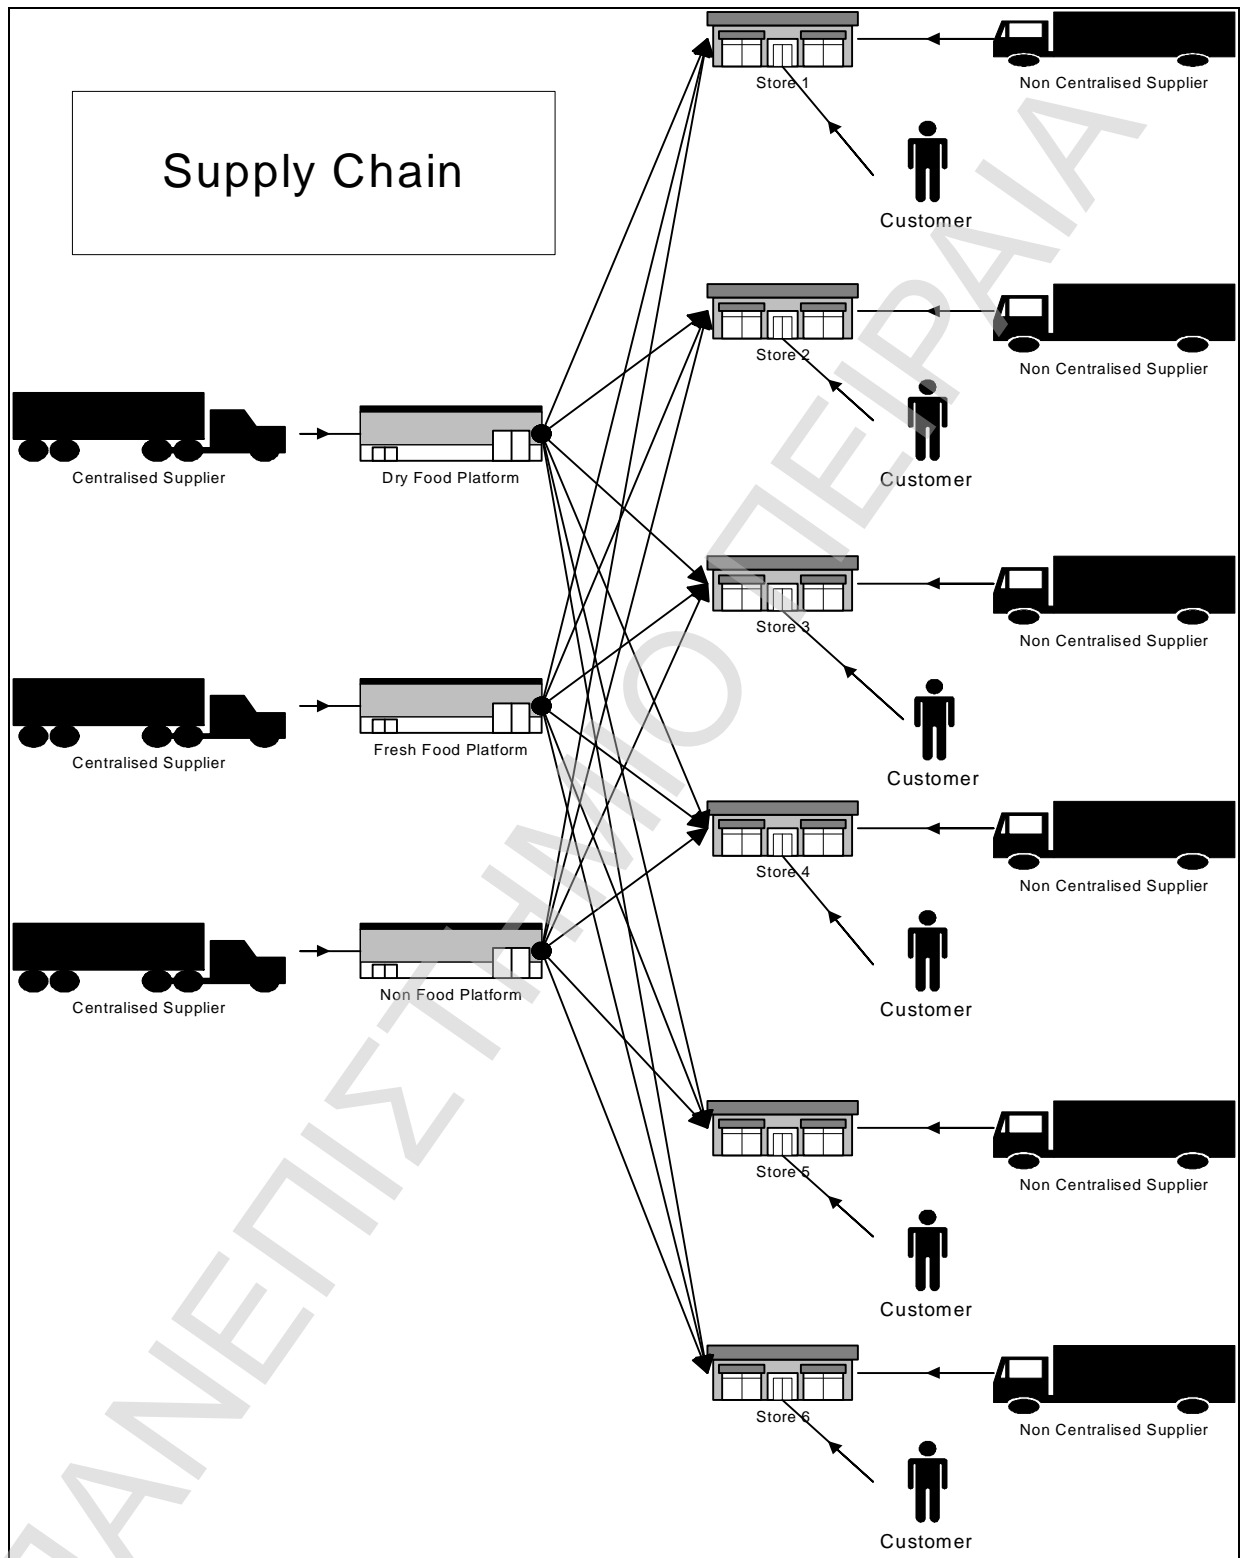 Supply Chain
Store 1
Non Centralised Supplier
Customer
Store 2
Non Centralised Supplier
Customer
Centralised Supplier
Dry Food Platform
Store 3
Non Centralised Supplier
Customer
Centralised Supplier
Fresh Food Platform
Store 4
Non Centralised Supplier
Customer
Centralised Supplier
Non Food Platform
Store 5
Non Centralised Supplier
Customer
Store 6
Non Centralised Supplier
Customer
ΠΑΝΕΠΙΣΤΗΜΙΟ ΠΕΙΡΑΙΑ